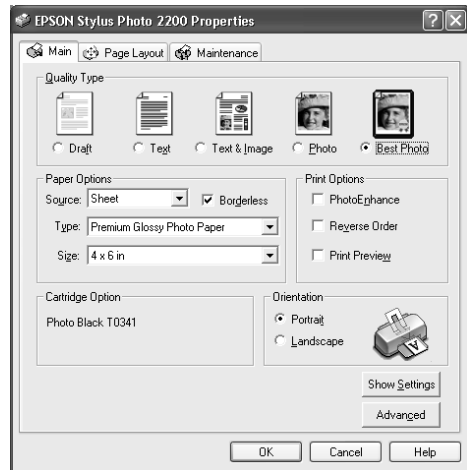 EPSON Stylus Photo 2200 Properties
Main Page Layout Maintenance
Quality Type
Draft Text Text & Image Photo Best Photo
Paper Options
Source: Sheet Borderless
Type: Premium Glossy Photo Paper
Size: 4 x 6 in
Print Options
PhotoEnhance
Reverse Order
Print Preview
Cartridge Option
Photo Black T0341
Orientation
Portrait
Landscape
Show Settings
Advanced
OK Cancel Help